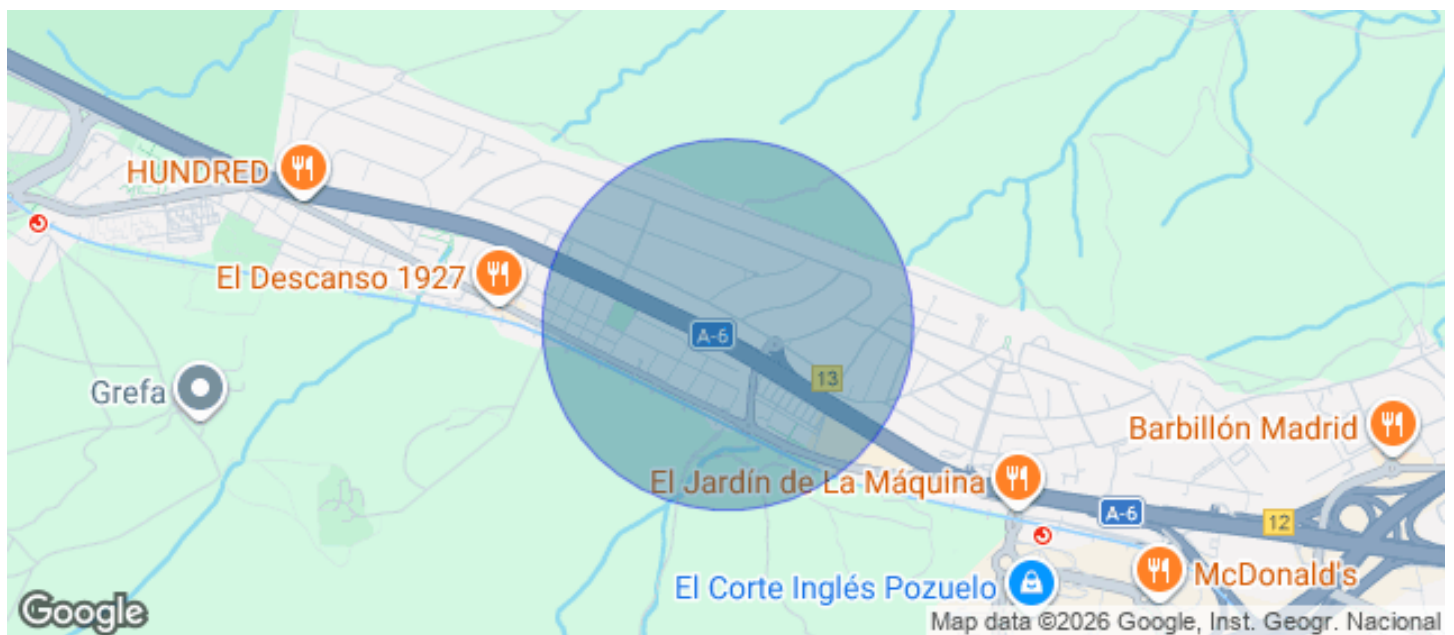 HUNDRED
El Descanso 1927
A-6
Grefa
13
Barbillón Madrid
El Jardín de La Máquina
A-6
12
El Corte Inglés Pozuelo
McDonald's
Google
Map data ©2026 Google, Inst. Geogr. Nacional